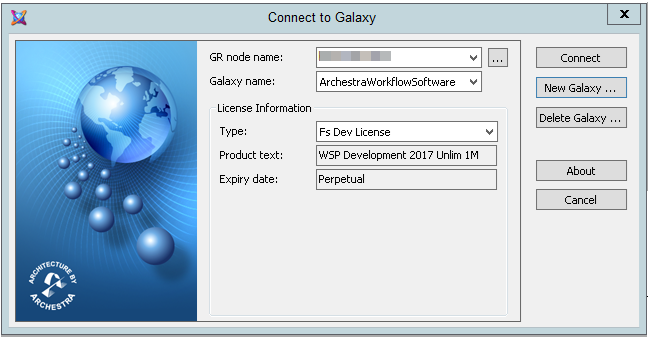 Connect to Galaxy
x
GR node name:
...
Connect
Galaxy name:
ArchestraWorkflowSoftware
New Galaxy ...
License Information
Delete Galaxy ...
Type:
Fs Dev License
Product text:
WSP Development 2017 Unlim 1M
About
Expiry date:
Perpetual
Cancel
ARCHITECTURE BY
ARCHESTRA